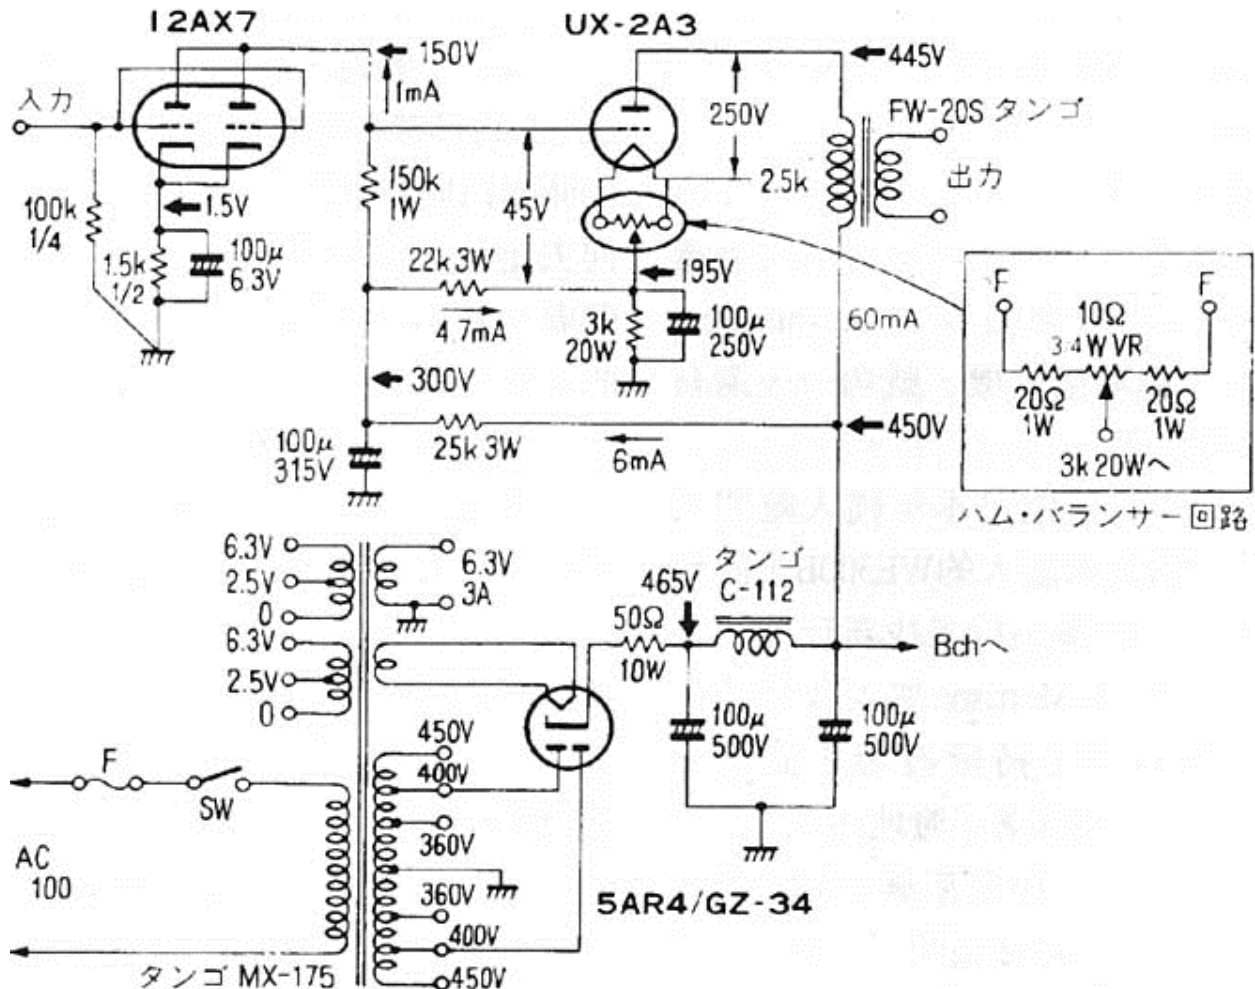 12AX7
UX-2A3
150V
1mA
入力
445V
250V
FW-20S タンゴ
2.5k
出力
150k
1W
45V
100k
1/4
1.5V
1.5k
1/2
100μ
6.3V
22k 3W
4.7mA
195V
3k
20W
100μ
250V
60mA
F
F
10Ω
3.4W VR
20Ω
1W
20Ω
1W
3k 20Wへ
ハム・バランサー回路
300V
450V
100μ
315V
25k 3W
6mA
6.3V
2.5V
0
6.3V
3A
6.3V
2.5V
0
タンゴ
C-112
465V
50Ω
10W
Bchへ
100μ
500V
100μ
500V
450V
400V
360V
360V
400V
450V
F
SW
AC
100
5AR4/GZ-34
タンゴ MX-175